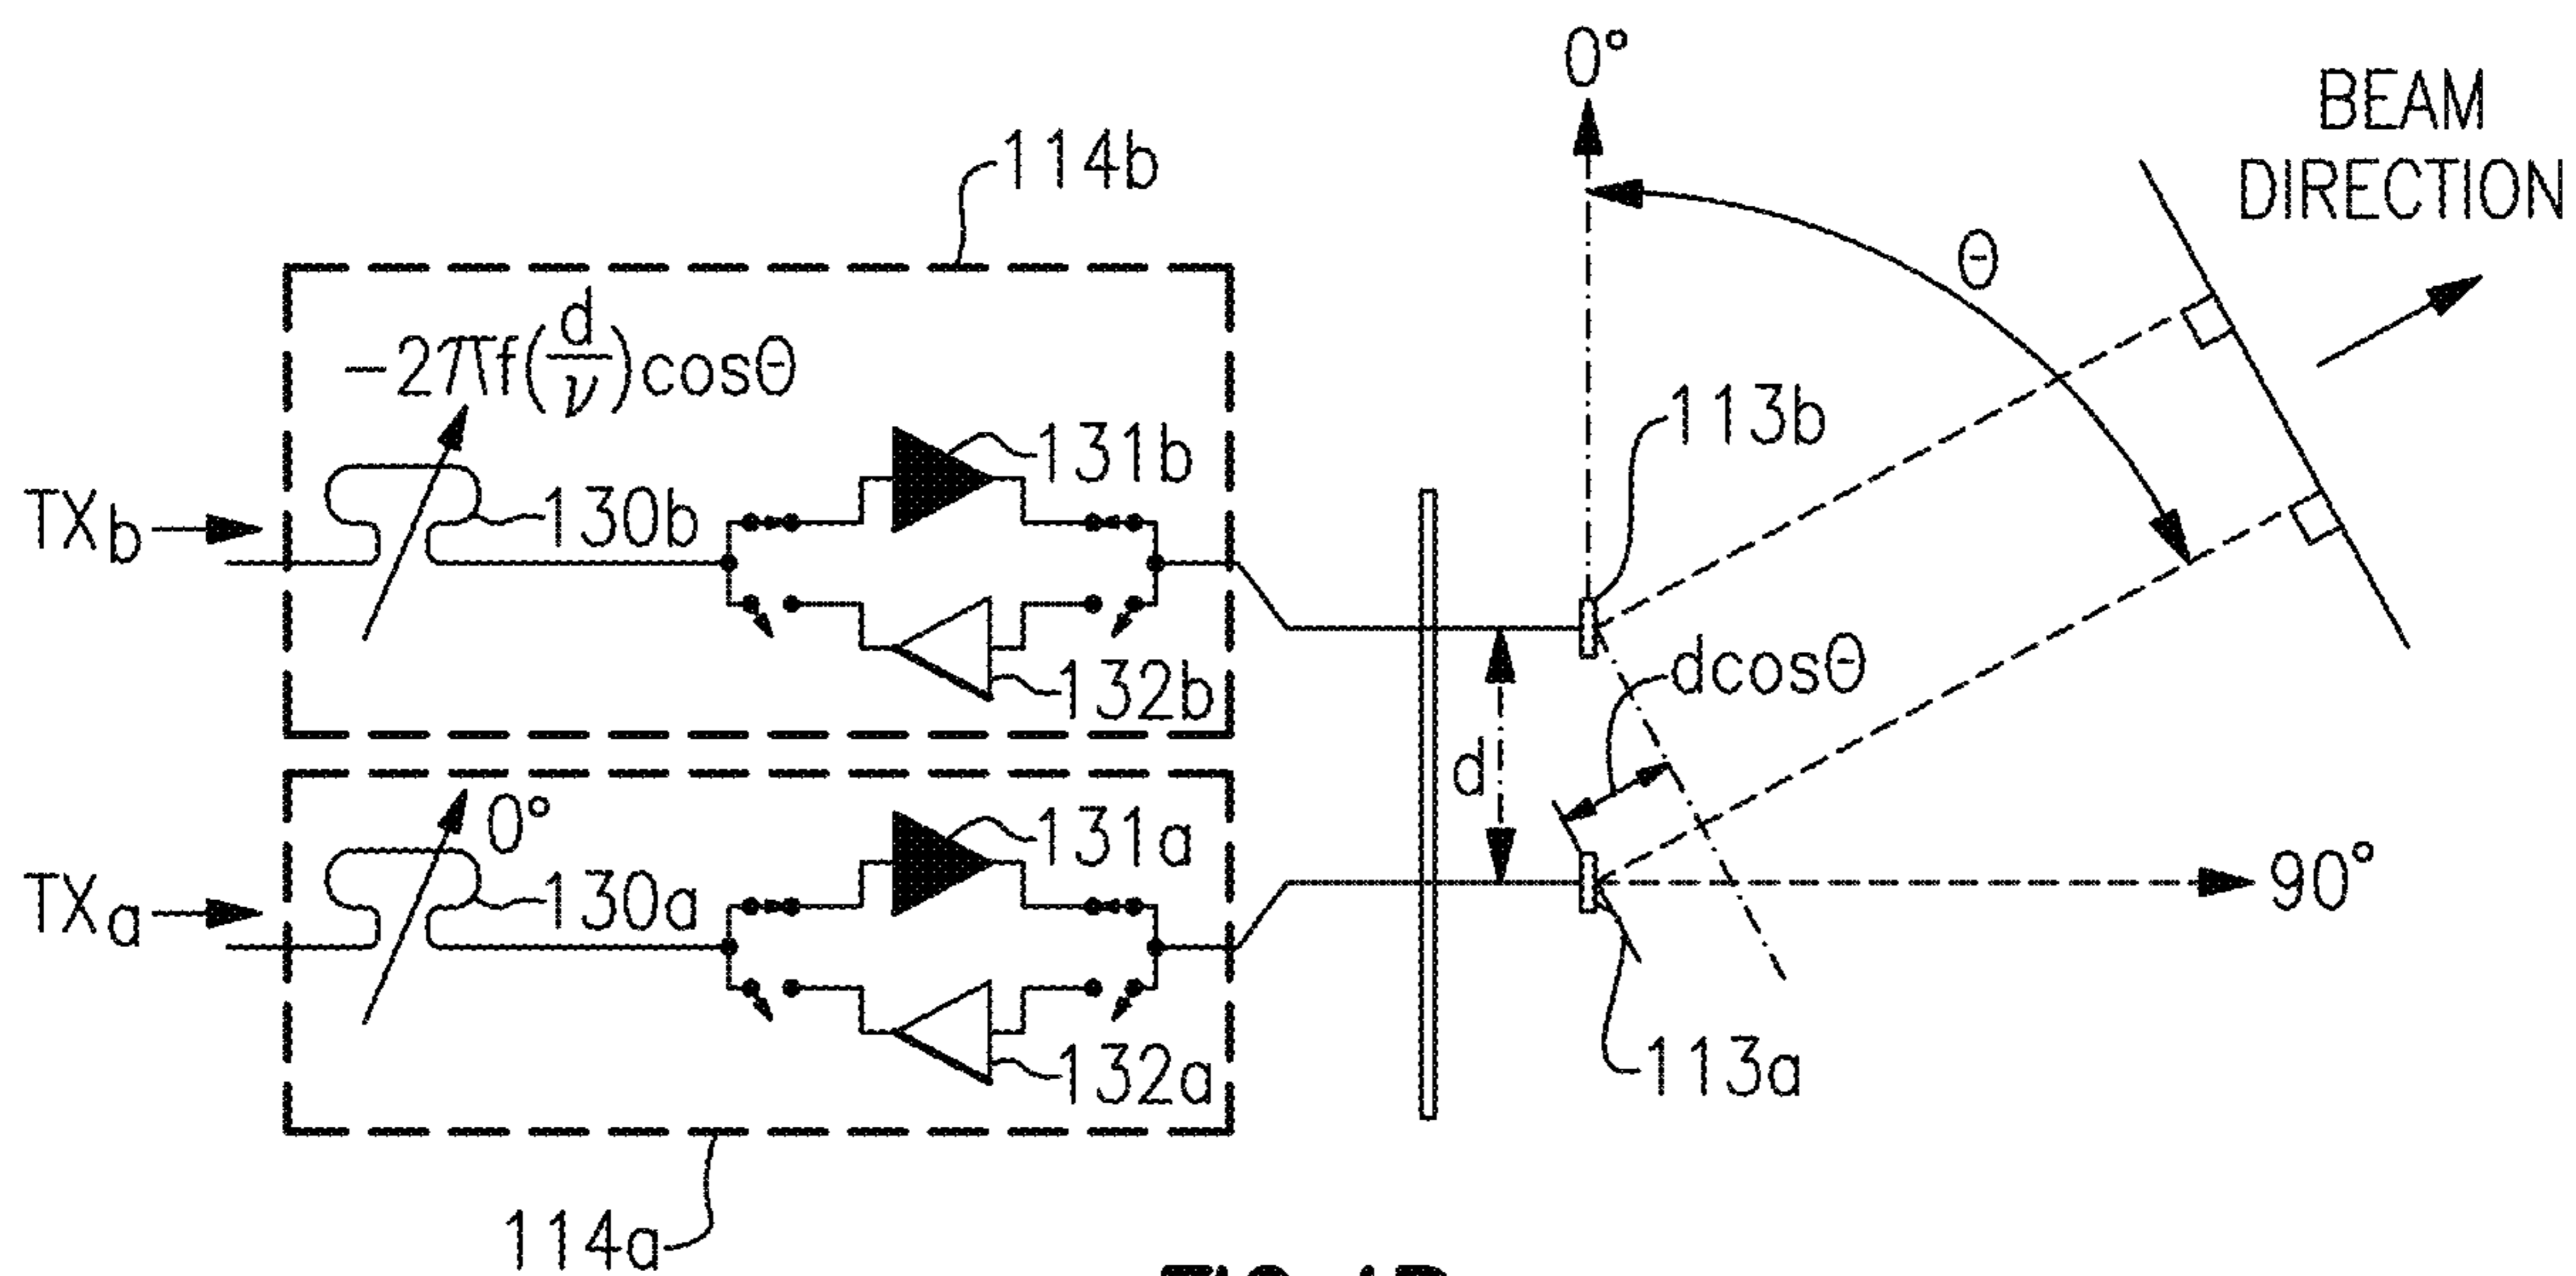 0°
BEAM
DIRECTION
114b
θ
-2πf(d/ν)cosθ
113b
131b
TXb
130b
dcosθ
132b
d
0°
131a
TXa
130a
90°
132a
113a
114a